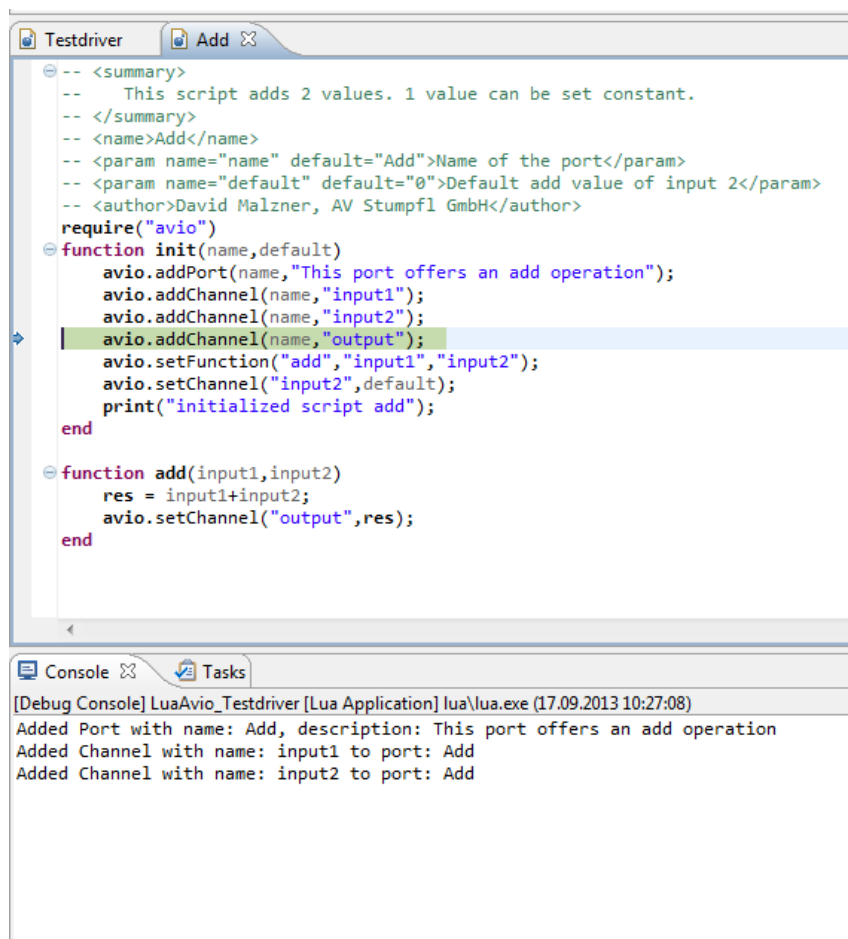 Testdriver Add
-- <summary>
--    This script adds 2 values. 1 value can be set constant.
-- </summary>
-- <name>Add</name>
-- <param name="name" default="Add">Name of the port</param>
-- <param name="default" default="0">Default add value of input 2</param>
-- <author>David Malzner, AV Stumpfl GmbH</author>
require("avio")
function init(name,default)
    avio.addPort(name,"This port offers an add operation");
    avio.addChannel(name,"input1");
    avio.addChannel(name,"input2");
    avio.addChannel(name,"output");
    avio.setFunction("add","input1","input2");
    avio.setChannel("input2",default);
    print("initialized script add");
end
function add(input1,input2)
    res = input1+input2;
    avio.setChannel("output",res);
end
Console Tasks
[Debug Console] LuaAvio_Testdriver [Lua Application] lua\lua.exe (17.09.2013 10:27:08)
Added Port with name: Add, description: This port offers an add operation
Added Channel with name: input1 to port: Add
Added Channel with name: input2 to port: Add